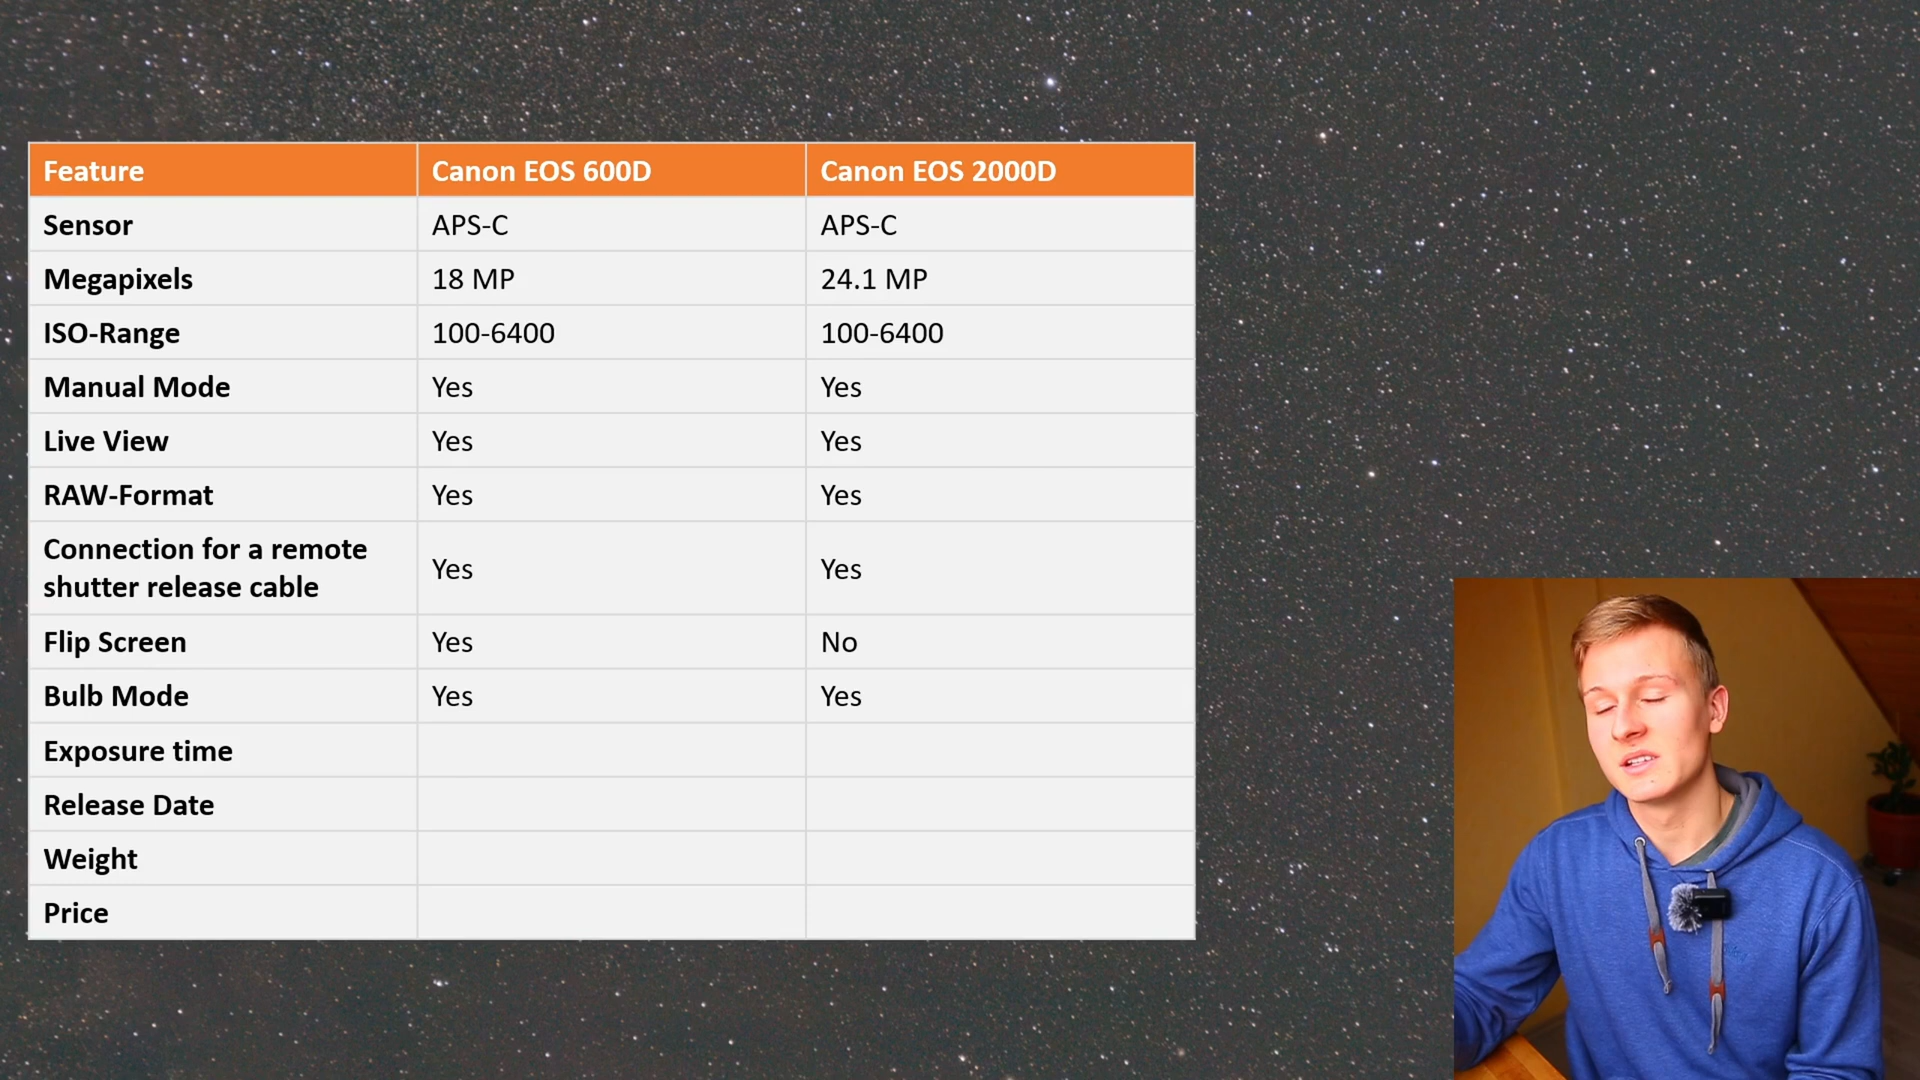 Feature Canon EOS 600D Canon EOS 2000D
Sensor APS-C APS-C
Megapixels 18 MP 24.1 MP
ISO-Range 100-6400 100-6400
Manual Mode Yes Yes
Live View Yes Yes
RAW-Format Yes Yes
Connection for a remote
shutter release cable Yes Yes
Flip Screen Yes No
Bulb Mode Yes Yes
Exposure time
Release Date
Weight
Price